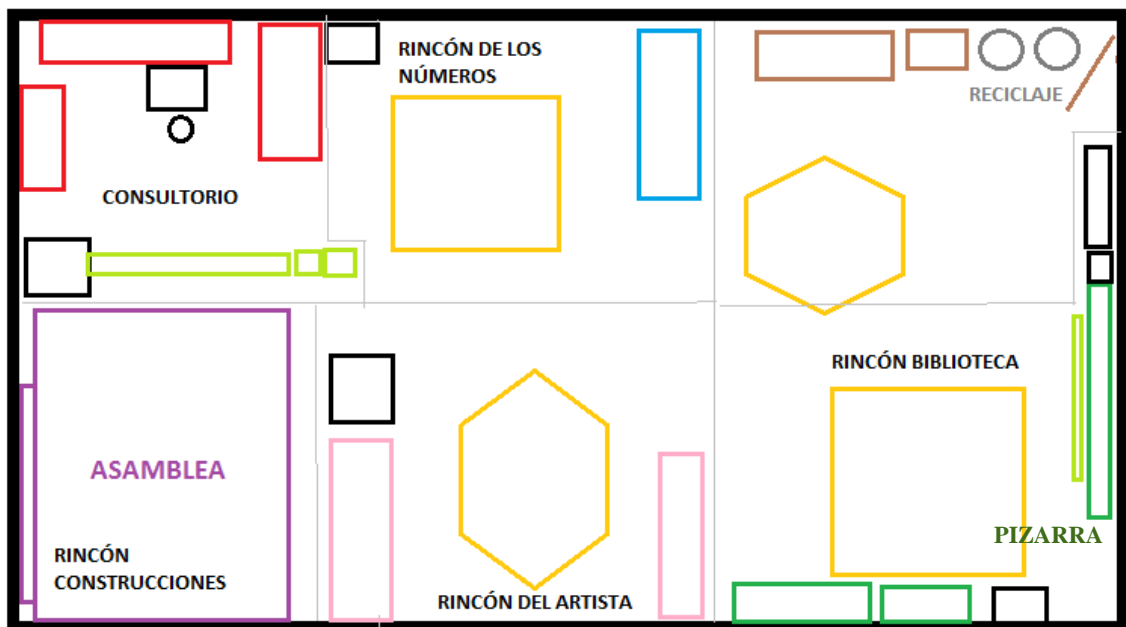 RINCÓN DE LOS
NÚMEROS
RECICLAJE
CONSULTORIO
RINCÓN BIBLIOTECA
ASAMBLEA
PIZARRA
RINCÓN
CONSTRUCCIONES
RINCÓN DEL ARTISTA